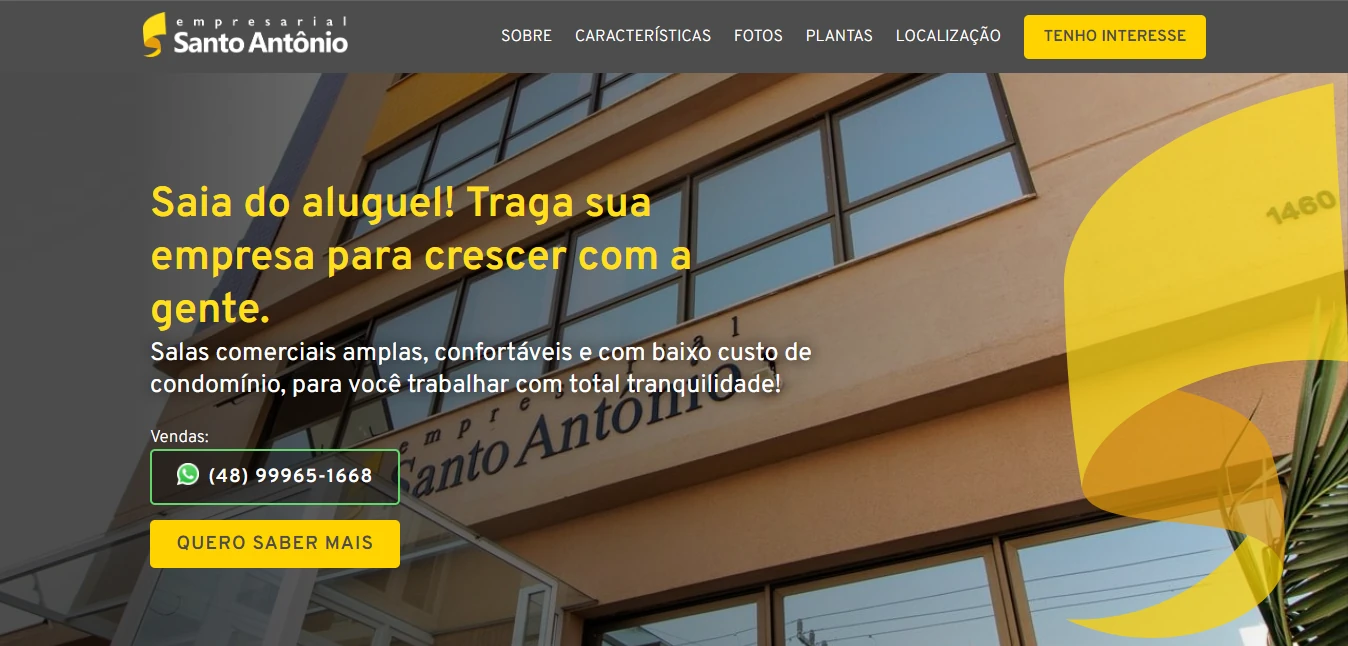 empresarial
Santo Antônio
SOBRE CARACTERÍSTICAS FOTOS PLANTAS LOCALIZAÇÃO TENHO INTERESSE
1460
Saia do aluguel! Traga sua
empresa para crescer com a
gente.
Salas comerciais amplas, confortáveis e com baixo custo de
condomínio, para você trabalhar com total tranquilidade!
empresarial
Santo Antônio
Vendas:
(48) 99965-1668
QUERO SABER MAIS